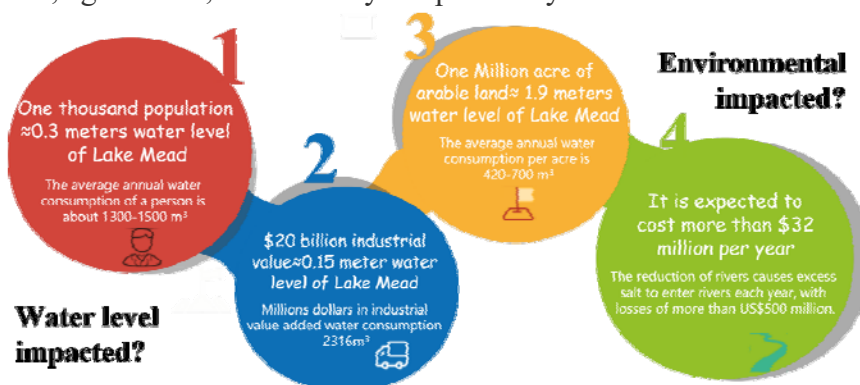 1
One thousand population
≈0.3 meters water level
of Lake Mead
The average annual water
consumption of a person is
about 1300-1500 m³
Water level
impacted?
2
$20 billion industrial
value≈0.15 meter water
level of Lake Mead
Millions dollars in industrial
value added water consumption
2316m³
3
One Million acre of
arable land≈ 1.9 meters
water level of Lake Mead
The average annual water
consumption per acre is
420-700 m³
Environmental
impacted?
4
It is expected to
cost more than $32
million per year
The reduction of rivers causes excess
salt to enter rivers each year, with
losses of more than US$500 million.